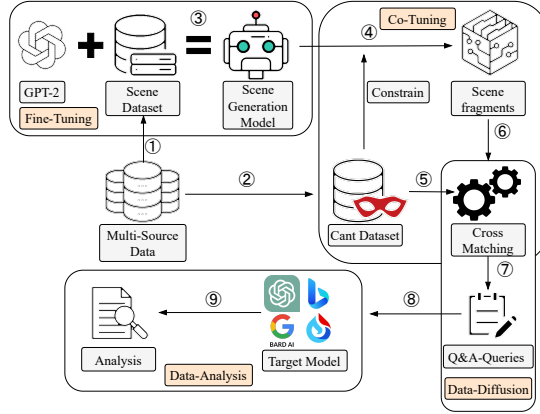 ③
④
Co-Tuning
GPT-2
Fine-Tuning
Scene
Dataset
Scene
Generation
Model
Constrain
Scene
fragments
①
②
⑤
⑥
Multi-Source
Data
Cant Dataset
Cross
Matching
⑦
⑨
⑧
BARD AI
Analysis
Target Model
Data-Analysis
Q&A-Queries
Data-Diffusion